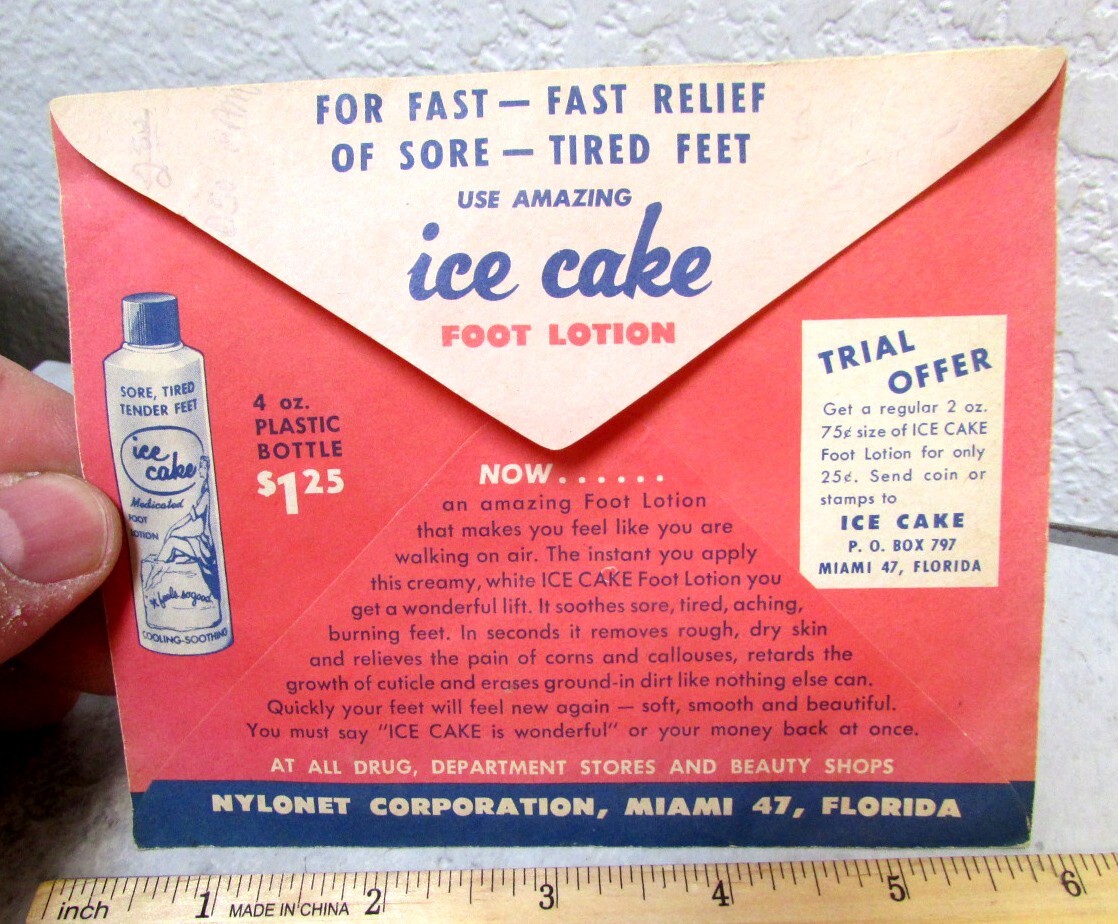 FOR FAST — FAST RELIEF
OF SORE — TIRED FEET
USE AMAZING
ice cake
FOOT LOTION
SORE, TIRED
TENDER FEET
ice
cake
Medicated
FOOT
LOTION
it feels so good
COOLING-SOOTHING
4 oz.
PLASTIC
BOTTLE
$1.25
TRIAL
OFFER
Get a regular 2 oz.
75¢ size of ICE CAKE
Foot Lotion for only
25¢. Send coin or
stamps to
ICE CAKE
P. O. BOX 797
MIAMI 47, FLORIDA
NOW......
an amazing Foot Lotion
that makes you feel like you are
walking on air. The instant you apply
this creamy, white ICE CAKE Foot Lotion you
get a wonderful lift. It soothes sore, tired, aching,
burning feet. In seconds it removes rough, dry skin
and relieves the pain of corns and callouses, retards the
growth of cuticle and erases ground-in dirt like nothing else can.
Quickly your feet will feel new again — soft, smooth and beautiful.
You must say "ICE CAKE is wonderful" or your money back at once.
AT ALL DRUG, DEPARTMENT STORES AND BEAUTY SHOPS
NYLONET CORPORATION, MIAMI 47, FLORIDA
inch 1 MADE IN CHINA 2 3 4 5 6